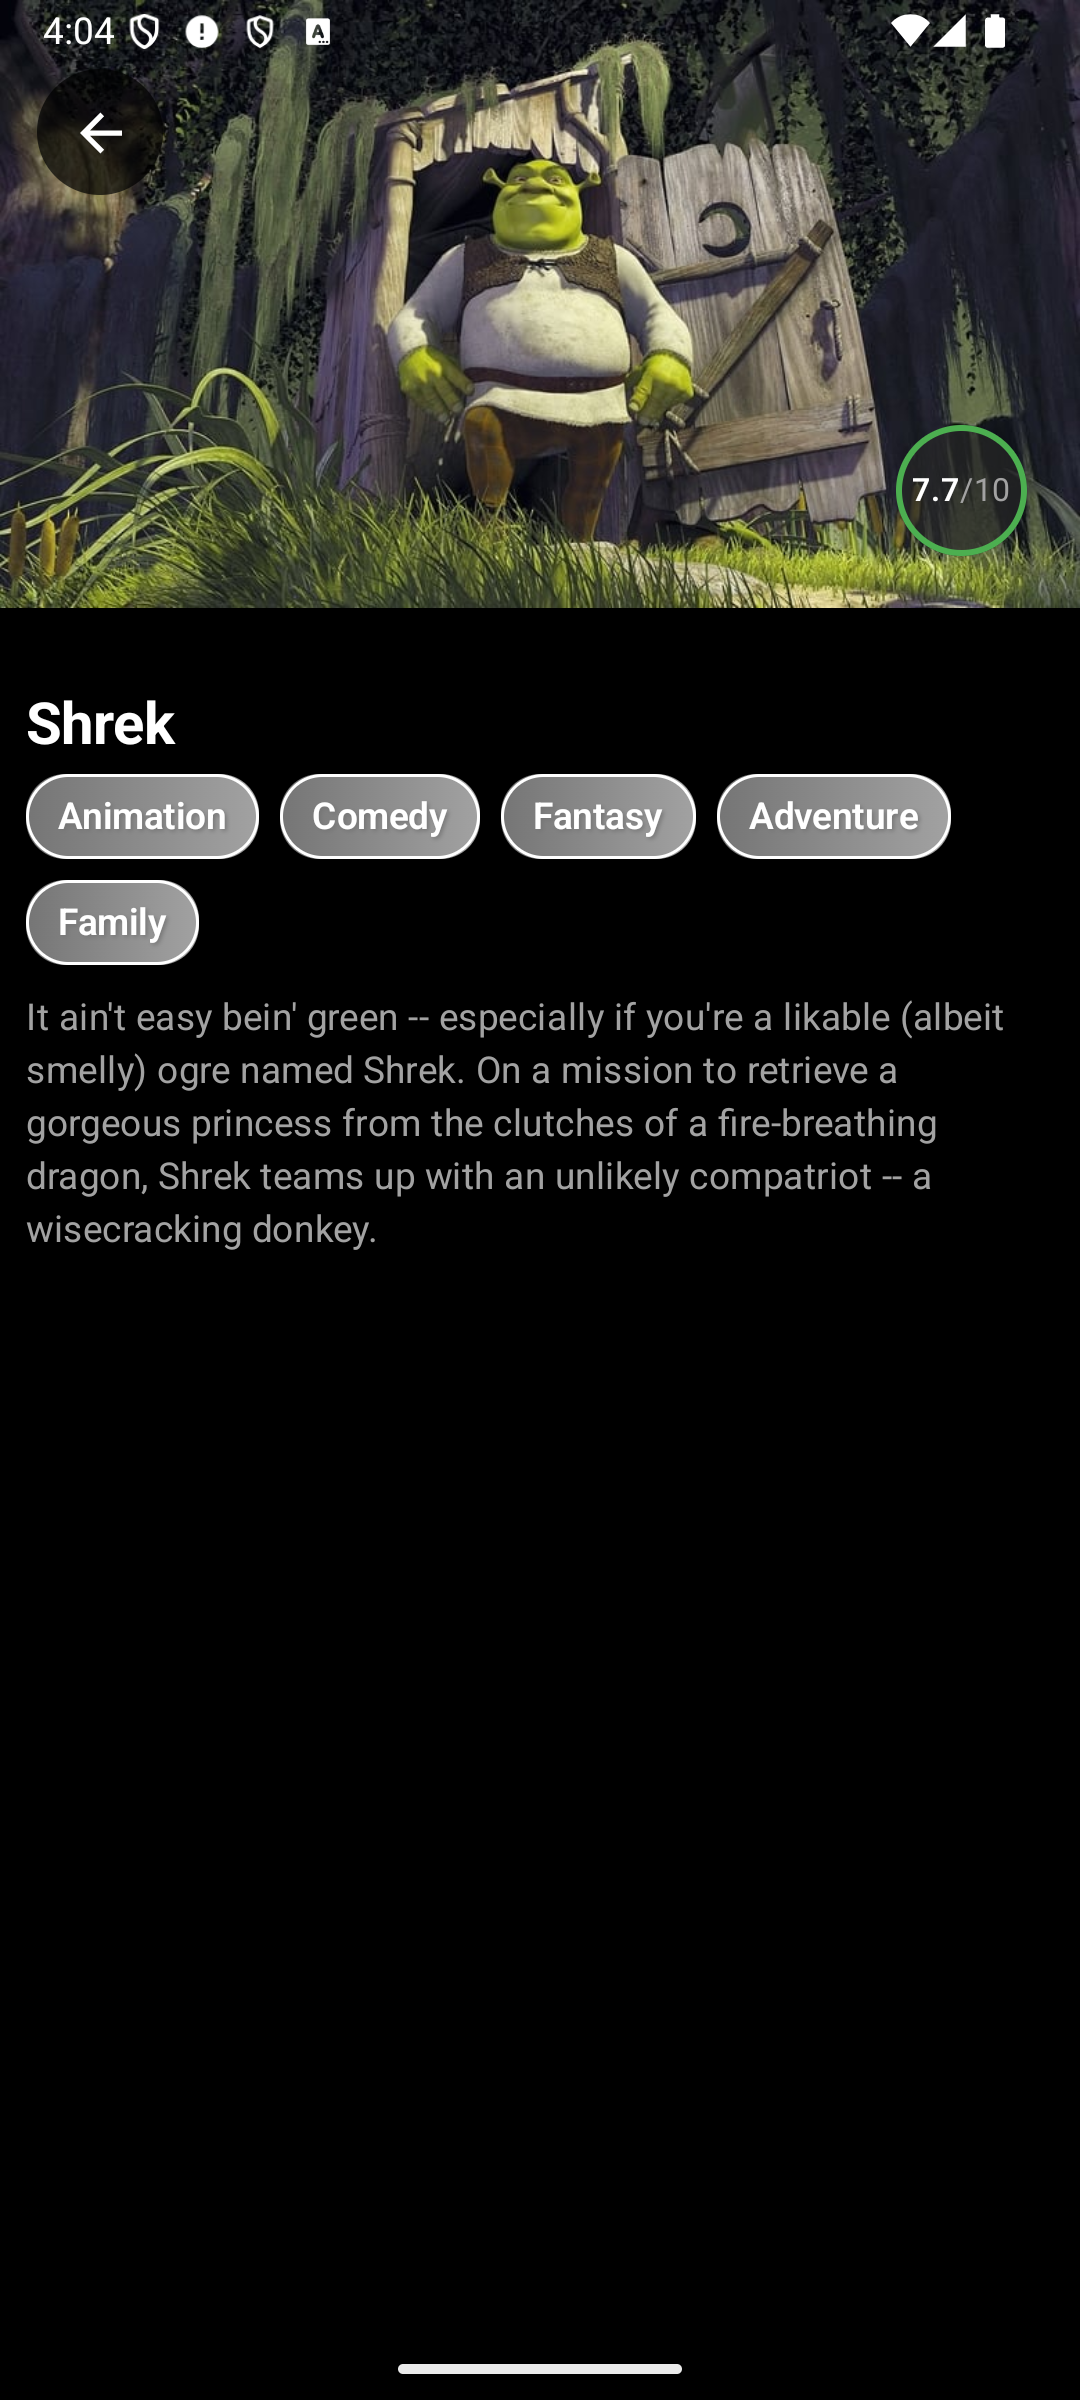 4:04
7.7/10
Shrek
Animation Comedy Fantasy Adventure
Family
It ain't easy bein' green -- especially if you're a likable (albeit
smelly) ogre named Shrek. On a mission to retrieve a
gorgeous princess from the clutches of a fire-breathing
dragon, Shrek teams up with an unlikely compatriot -- a
wisecracking donkey.